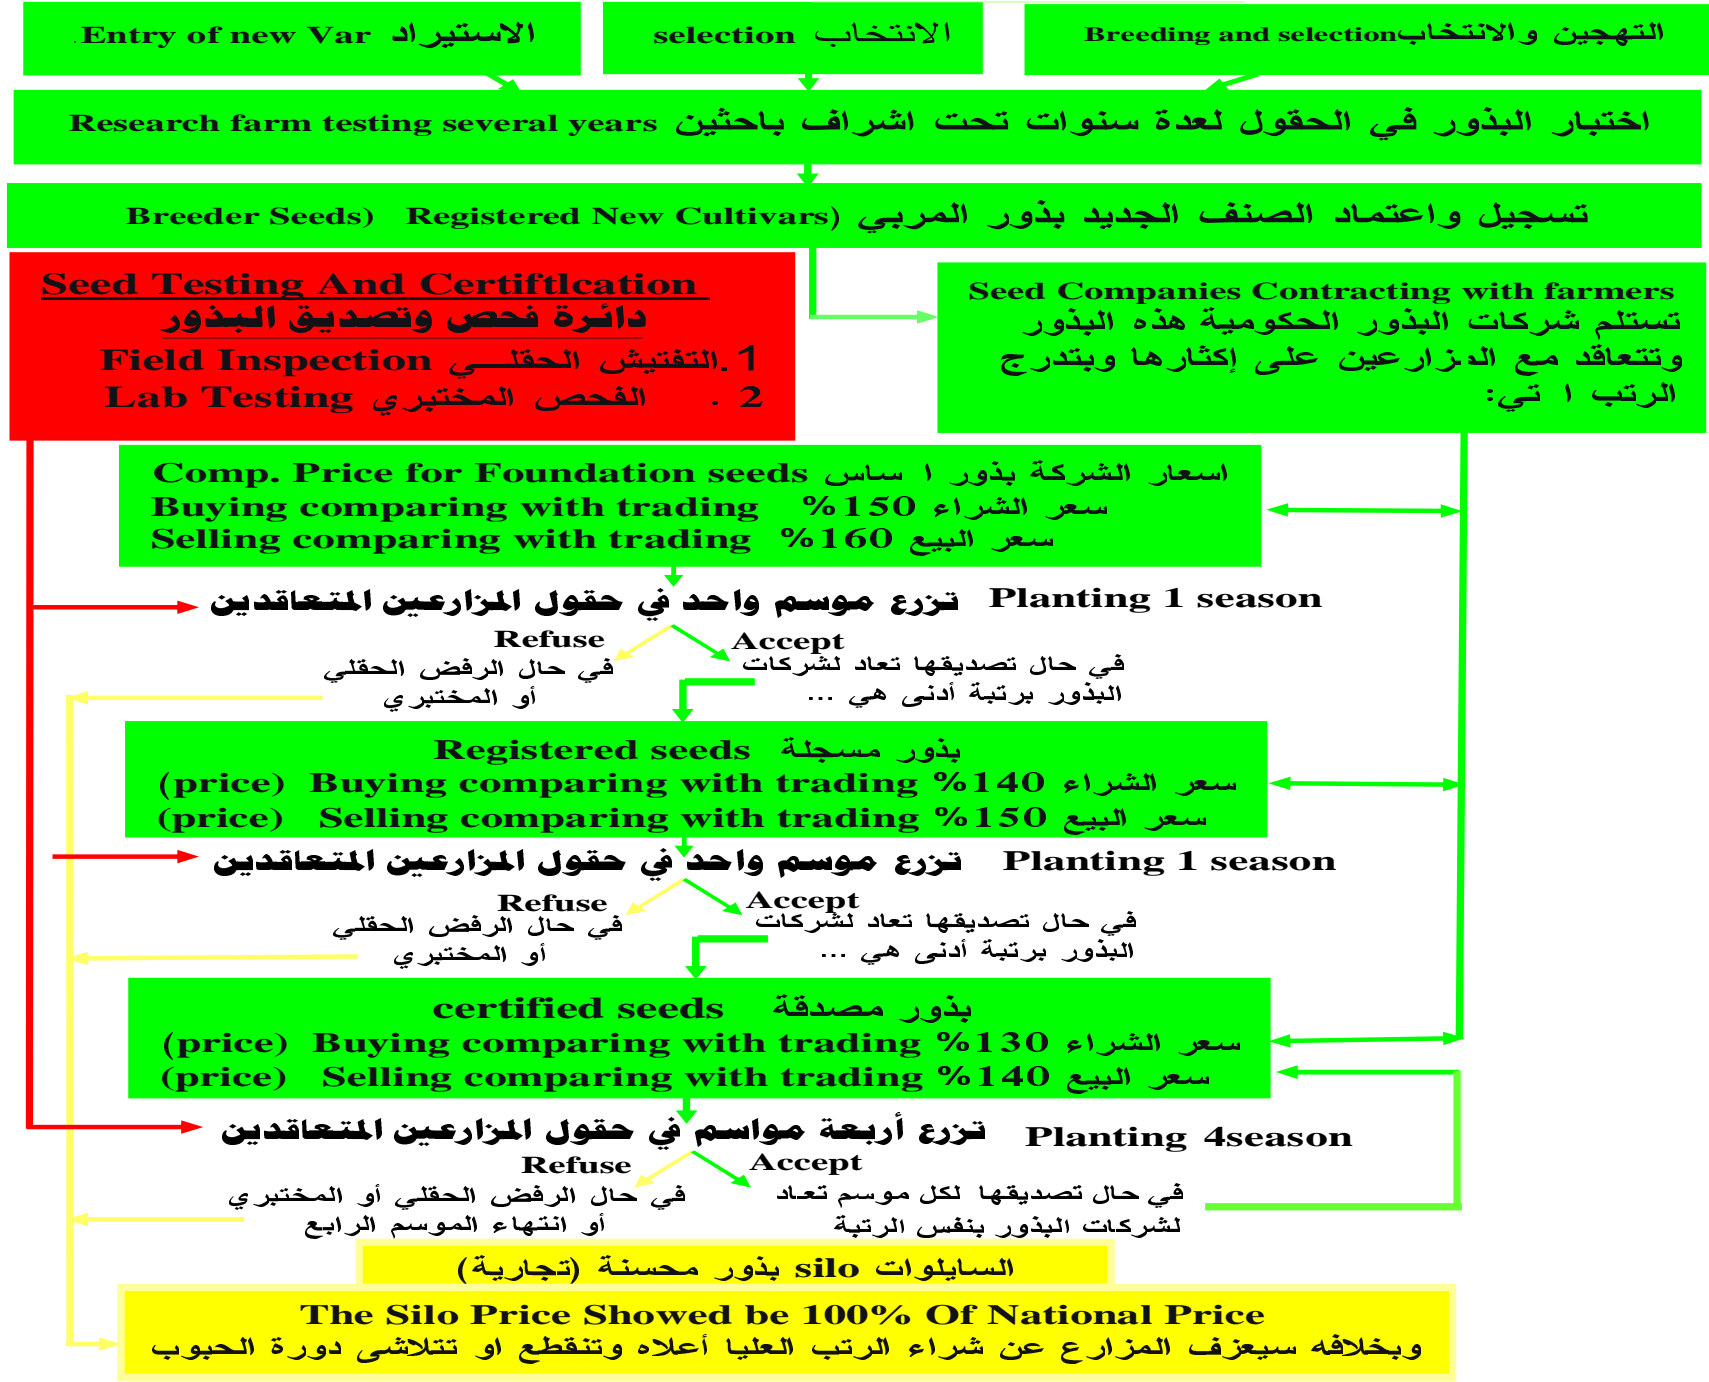 التهجين والانتخاب Breeding and selection
الانتخاب selection
الاستيراد Entry of new Var.
اختبار البذور في الحقول لعدة سنوات تحت اشراف باحثين Research farm testing several years
تسجيل واعتماد الصنف الجديد بذور المربي (Breeder Seeds) Registered New Cultivars
Seed Testing And Certiftlcation
دائرة فحص وتصديق البذور
1. التفتيش الحقلي Field Inspection
2. الفحص المختبري Lab Testing
Seed Companies Contracting with farmers
تستلم شركات البذور الحكومية هذه البذور
وتتعاقد مع المزارعين على إكثارها وبتدرج
الرتب ا تي:
اسعار الشركة بذور ا ساس Comp. Price for Foundation seeds
سعر الشراء 150% Buying comparing with trading
سعر البيع 160% Selling comparing with trading
تزرع موسم واحد في حقول المزارعين المتعاقدين Planting 1 season
Accept
في حال تصديقها تعاد لشركات
البذور برتبة أدنى هي ...
Refuse
في حال الرفض الحقلي
أو المختبري
بذور مسجلة Registered seeds
سعر الشراء 140% Buying comparing with trading (price)
سعر البيع 150% Selling comparing with trading (price)
تزرع موسم واحد في حقول المزارعين المتعاقدين Planting 1 season
Accept
في حال تصديقها تعاد لشركات
البذور برتبة أدنى هي ...
Refuse
في حال الرفض الحقلي
أو المختبري
بذور مصدقة certified seeds
سعر الشراء 130% Buying comparing with trading (price)
سعر البيع 140% Selling comparing with trading (price)
تزرع أربعة مواسم في حقول المزارعين المتعاقدين Planting 4season
Accept
في حال تصديقها لكل موسم تعاد
لشركات البذور بنفس الرتبة
Refuse
في حال الرفض الحقلي أو المختبري
أو انتهاء الموسم الرابع
السايلوات silo بذور محسنة (تجارية)
The Silo Price Showed be 100% Of National Price
وبخلافه سيعزف المزارع عن شراء الرتب العليا أعلاه وتنقطع او تتلاشى دورة الحبوب